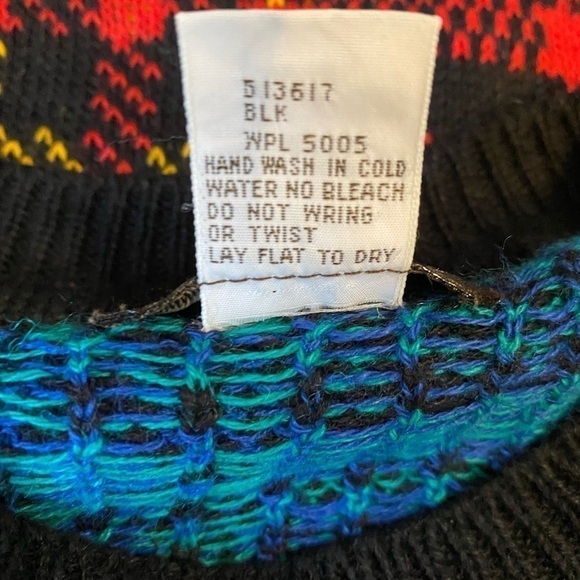 513617
BLK
WPL 5005
HAND WASH IN COLD
WATER NO BLEACH
DO NOT WRING
OR TWIST
LAY FLAT TO DRY